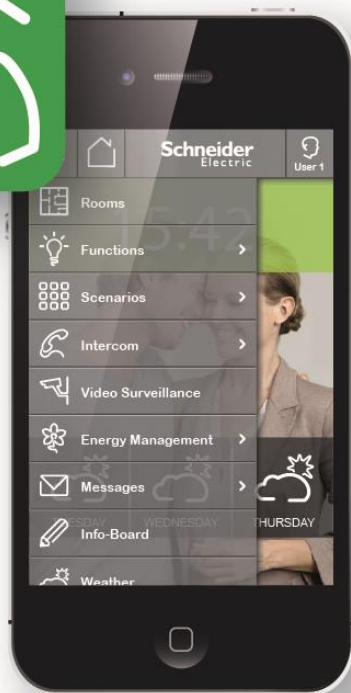 Schneider
Electric
User 1
15:42
Rooms
Functions
Scenarios
Intercom
Video Surveillance
Energy Management
Messages
WEDNESDAY
THURSDAY
Info-Board
Weather